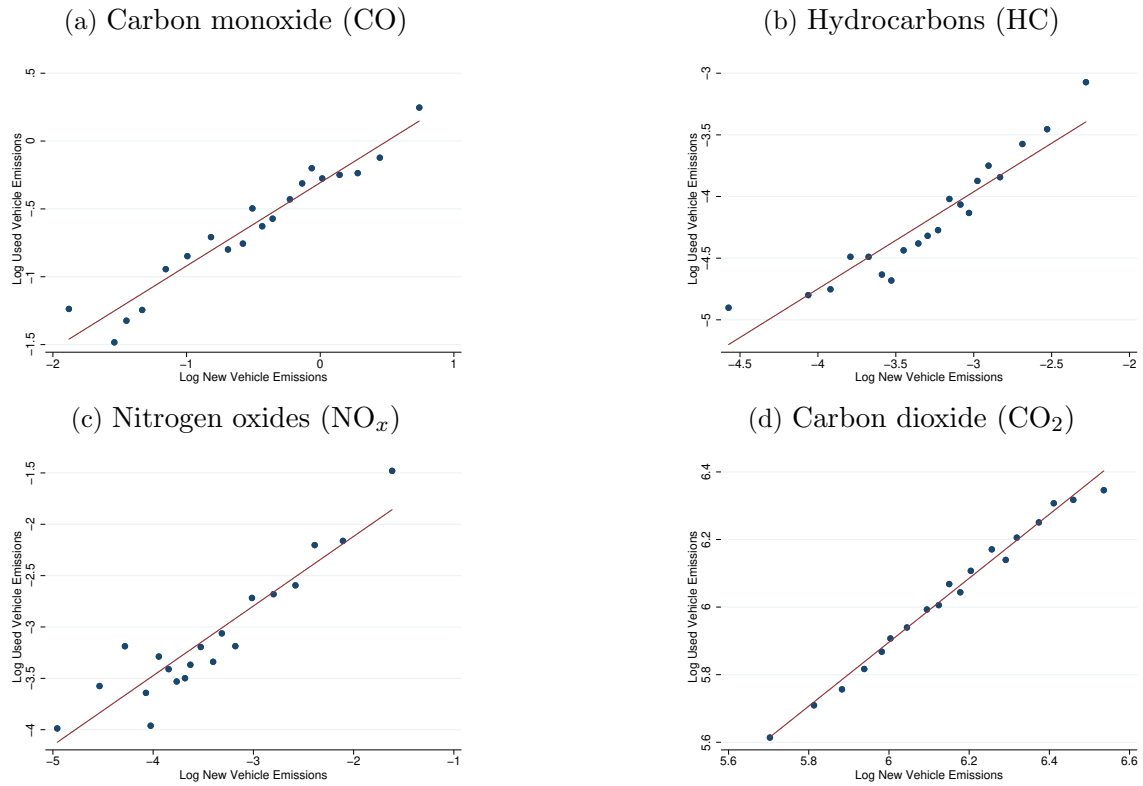 (a) Carbon monoxide (CO)
Log Used Vehicle Emissions
.5
0
−.5
−1
−1.5
−2 −1 0 1
Log New Vehicle Emissions
(b) Hydrocarbons (HC)
Log Used Vehicle Emissions
−3
−3.5
−4
−4.5
−5
−4.5 −4 −3.5 −3 −2.5 −2
Log New Vehicle Emissions
(c) Nitrogen oxides (NOₓ)
Log Used Vehicle Emissions
−1.5
−2
−2.5
−3
−3.5
−4
−5 −4 −3 −2 −1
Log New Vehicle Emissions
(d) Carbon dioxide (CO₂)
Log Used Vehicle Emissions
6.4
6.2
6
5.8
5.6
5.6 5.8 6 6.2 6.4 6.6
Log New Vehicle Emissions